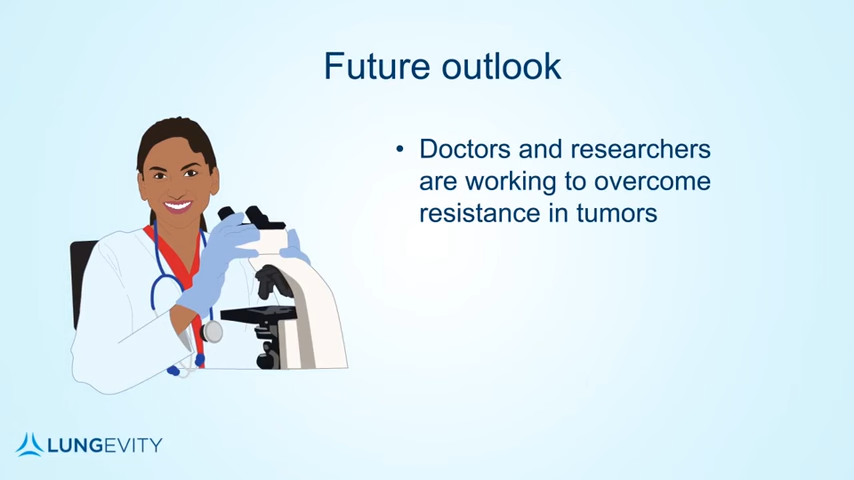 Future outlook
• Doctors and researchers
are working to overcome
resistance in tumors
LUNGEVITY